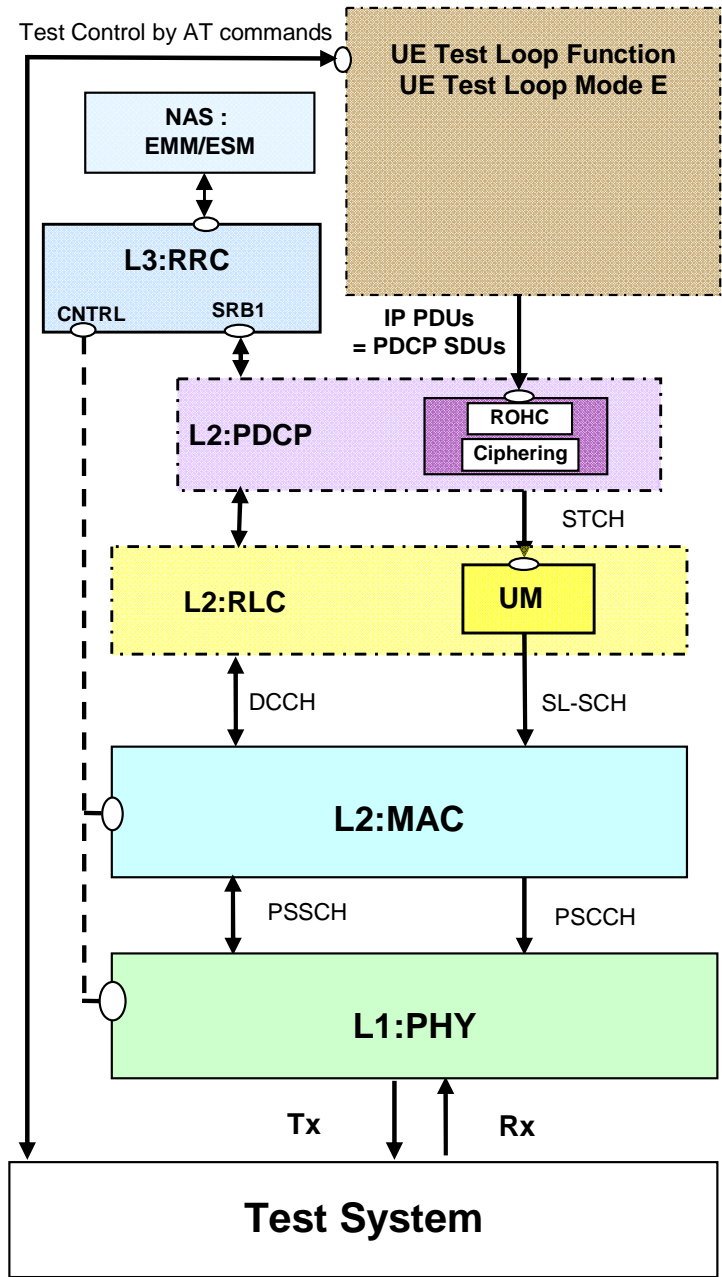 Test Control by AT commands
UE Test Loop Function
UE Test Loop Mode E
NAS :
EMM/ESM
L3:RRC
CNTRL
SRB1
IP PDUs
= PDCP SDUs
L2:PDCP
ROHC
Ciphering
STCH
L2:RLC
UM
DCCH
SL-SCH
L2:MAC
PSSCH
PSCCH
L1:PHY
Tx
Rx
Test System